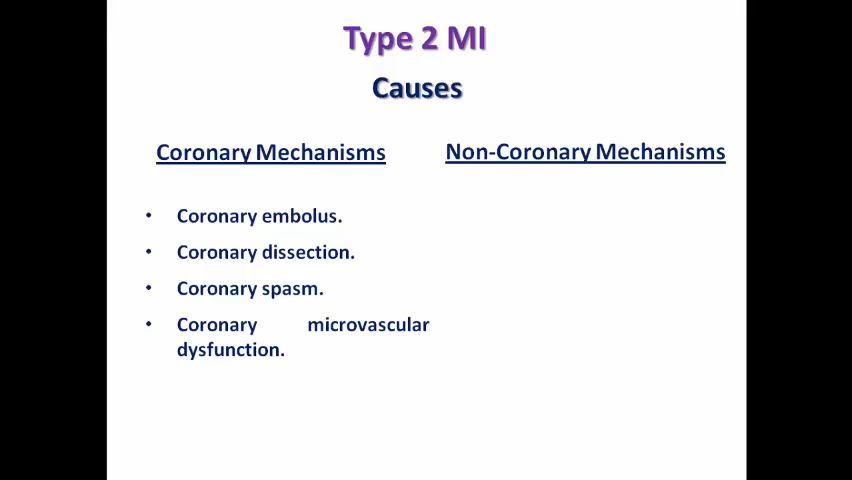 Type 2 MI
Causes
Coronary Mechanisms
Non-Coronary Mechanisms
• Coronary embolus.
• Coronary dissection.
• Coronary spasm.
• Coronary microvascular
dysfunction.